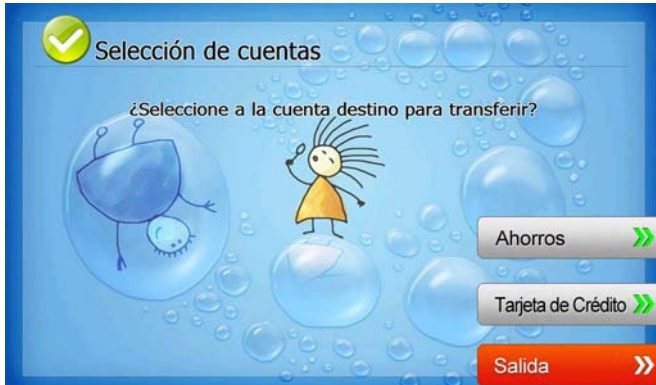 Selección de cuentas
¿Seleccione a la cuenta destino para transferir?
Ahorros
Tarjeta de Crédito
Salida